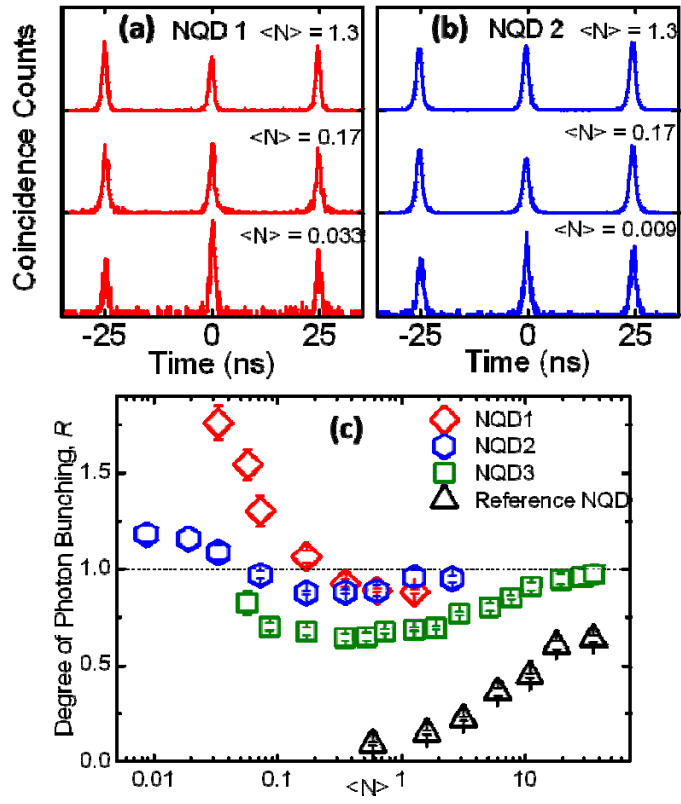 (a) NQD 1 <N> = 1.3
<N> = 0.17
<N> = 0.033
(b) NQD 2 <N> = 1.3
<N> = 0.17
<N> = 0.009
Coincidence Counts
-25 0 25
Time (ns)
-25 0 25
Time (ns)
(c)
NQD1
NQD2
NQD3
Reference NQD
Degree of Photon Bunching, R
1.5
1.0
0.5
0.0
0.01 0.1 1 10
<N>